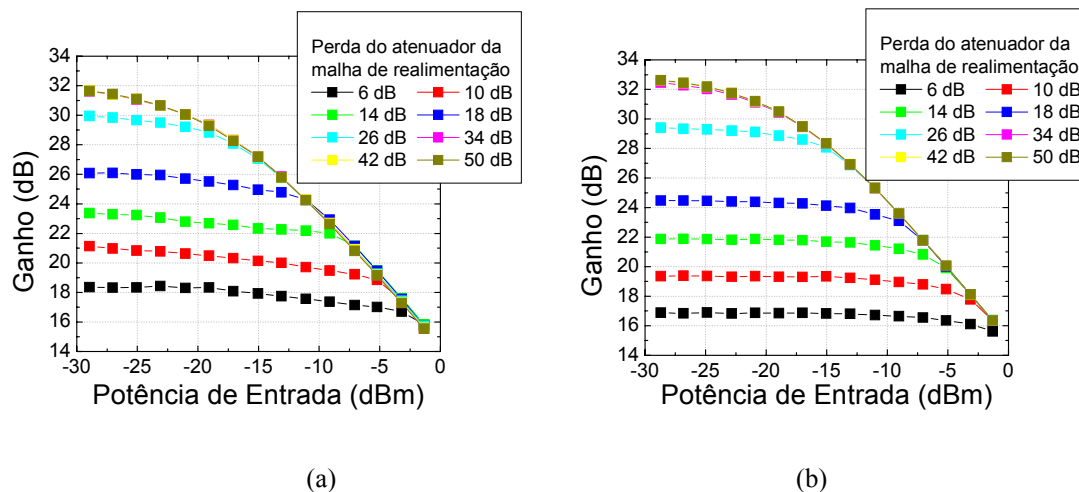 Perda do atenuador da
malha de realimentação
6 dB 10 dB
14 dB 18 dB
26 dB 34 dB
42 dB 50 dB
34
32
30
28
26
24
22
20
18
16
14
Ganho (dB)
-30 -25 -20 -15 -10 -5 0
Potência de Entrada (dBm)
(a)
Perda do atenuador da
malha de realimentação
6 dB 10 dB
14 dB 18 dB
26 dB 34 dB
42 dB 50 dB
34
32
30
28
26
24
22
20
18
16
14
Ganho (dB)
-30 -25 -20 -15 -10 -5 0
Potência de Entrada (dBm)
(b)